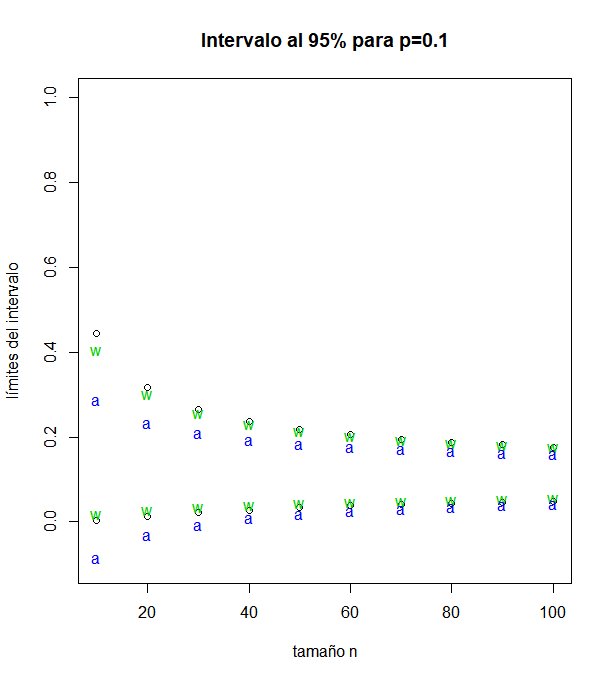 Intervalo al 95% para p=0.1
límites del intervalo
1.0
0.8
0.6
0.4
0.2
0.0
w w w w w w w w w w
a a a a a a a a a a
w w w w w w w w w w
a a a a a a a a a a
20 40 60 80 100
tamaño n